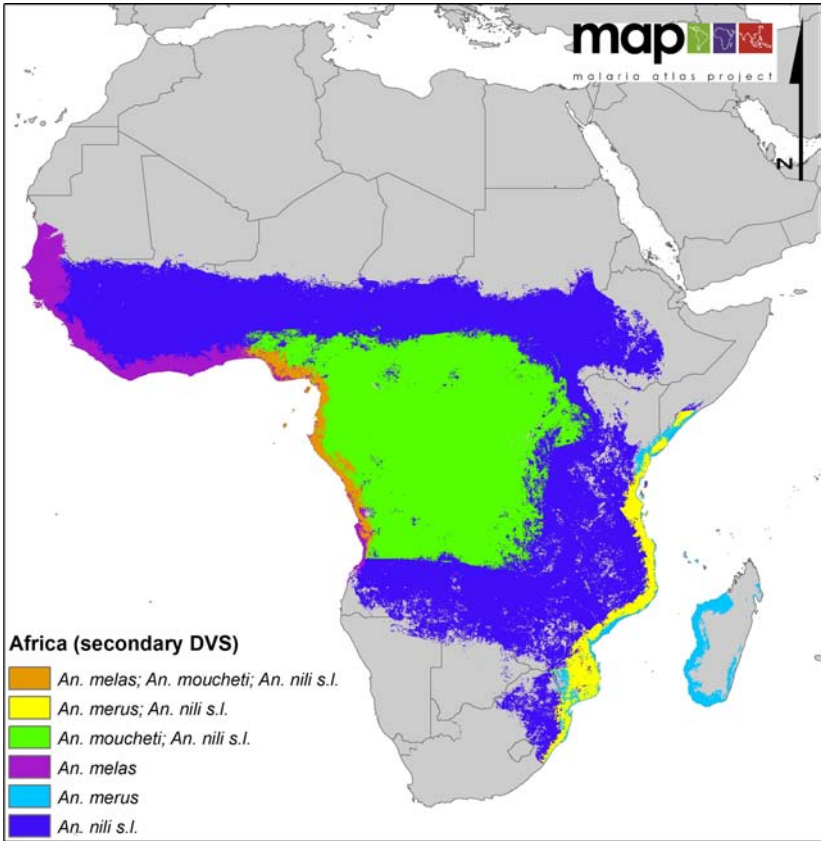 map
malaria atlas project
N
Africa (secondary DVS)
An. melas; An. moucheti; An. nili s.l.
An. merus; An. nili s.l.
An. moucheti; An. nili s.l.
An. melas
An. merus
An. nili s.l.